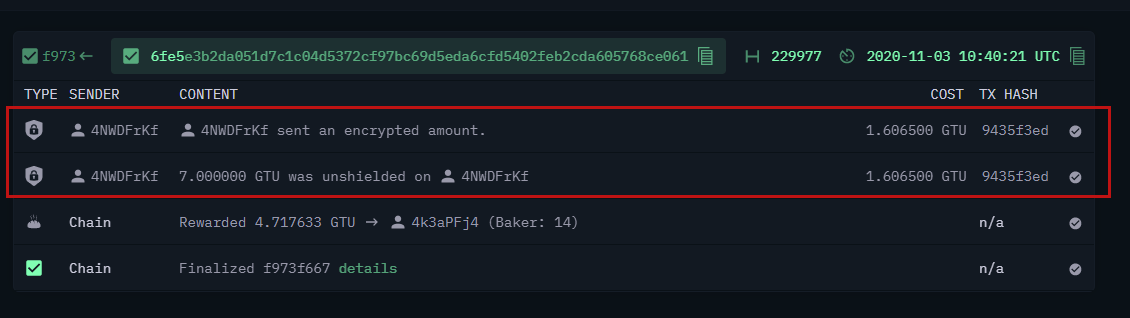 f973← 6fe5e3b2da051d7c1c04d5372cf97bc69d5eda6cfd5402feb2cda605768ce061 229977 2020-11-03 10:40:21 UTC
TYPE SENDER CONTENT COST TX HASH
4NWDFrKf 4NWDFrKf sent an encrypted amount. 1.606500 GTU 9435f3ed
4NWDFrKf 7.000000 GTU was unshielded on 4NWDFrKf 1.606500 GTU 9435f3ed
Chain Rewarded 4.717633 GTU → 4k3aPFj4 (Baker: 14) n/a
Chain Finalized f973f667 details n/a